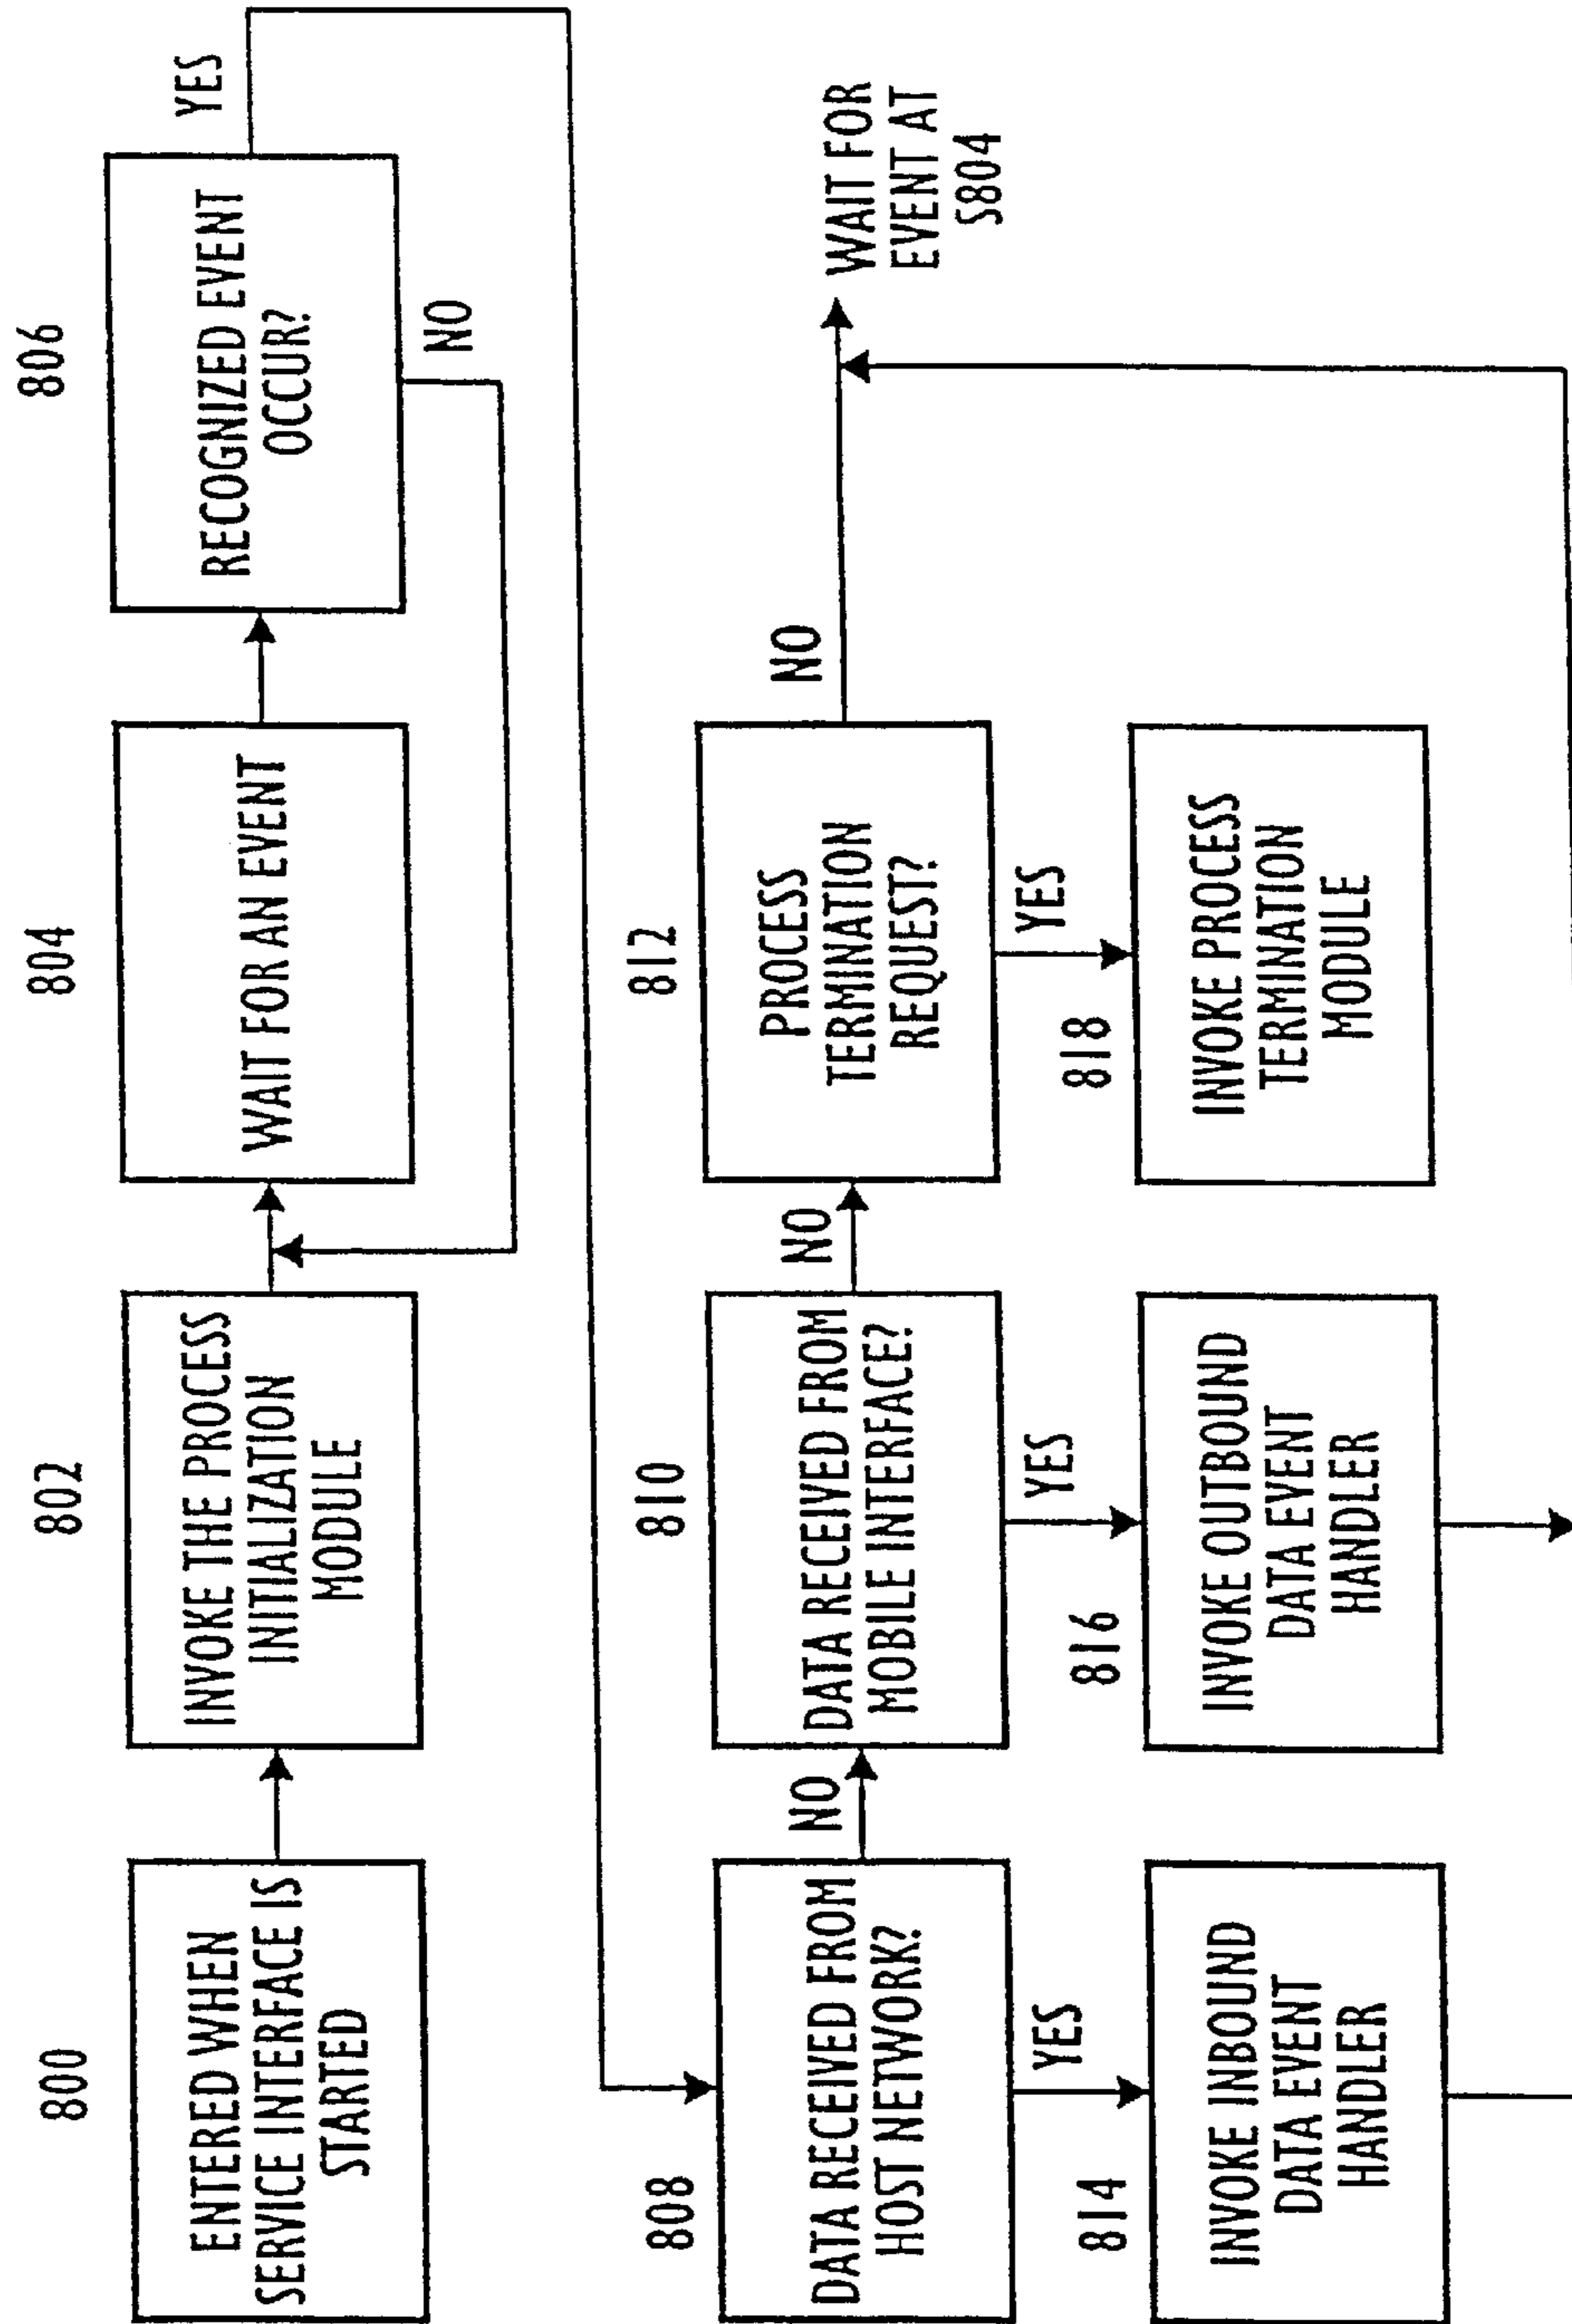 800
ENTERED WHEN
SERVICE INTERFACE IS
STARTED
802
INVOKE THE PROCESS
INITIALIZATION
MODULE
804
WAIT FOR AN EVENT
806
RECOGNIZED EVENT
OCCUR?
YES
NO
808
DATA RECEIVED FROM
HOST NETWORK?
NO
YES
810
DATA RECEIVED FROM
MOBILE INTERFACE?
NO
YES
812
PROCESS
TERMINATION
REQUEST?
NO
YES
WAIT FOR
EVENT AT
S804
814
INVOKE INBOUND
DATA EVENT
HANDLER
816
INVOKE OUTBOUND
DATA EVENT
HANDLER
818
INVOKE PROCESS
TERMINATION
MODULE